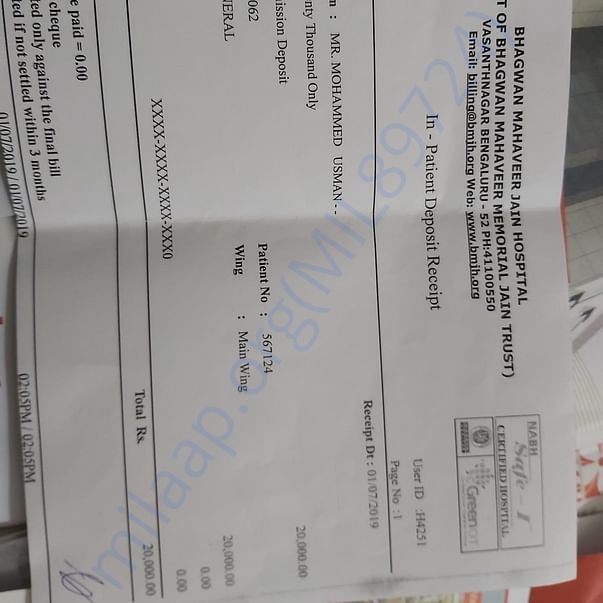 BHAGWAN MAHAVEER JAIN HOSPITAL
T OF BHAGWAN MAHAVEER MEMORIAL JAIN TRUST)
VASANTHNAGAR BENGALURU - 52 PH:41100550
Email: billing@bmjh.org Web: www.bmjh.org
NABH
Safe - I
CERTIFIED HOSPITAL
GreenOT
In - Patient Deposit Receipt
User ID :H4251
Page No :1
Receipt Dt : 01/07/2019
n : MR. MOHAMMED USMAN--
20,000.00
nty Thousand Only
ission Deposit
062
Patient No : 567124
NERAL
Wing : Main Wing
20,000.00
0.00
0.00
XXXX-XXXX-XXXX-XXX0
Total Rs. 20,000.00
e paid = 0.00
cheque
ted only against the final bill
ted if not settled within 3 months
01/07/2019 / 01/07/2019 02:05PM / 02:05PM
milaap.org(MIL89724)